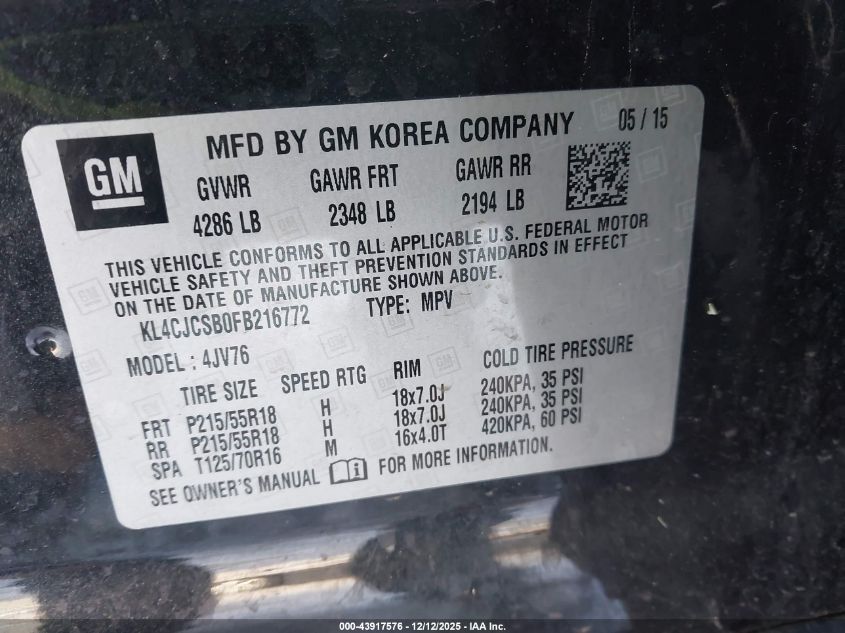 GM
MFD BY GM KOREA COMPANY 05 / 15
GVWR GAWR FRT GAWR RR
4286 LB 2348 LB 2194 LB
THIS VEHICLE CONFORMS TO ALL APPLICABLE U.S. FEDERAL MOTOR
VEHICLE SAFETY AND THEFT PREVENTION STANDARDS IN EFFECT
ON THE DATE OF MANUFACTURE SHOWN ABOVE.
KL4CJCSB0FB216772 TYPE: MPV
MODEL : 4JV76
TIRE SIZE SPEED RTG RIM COLD TIRE PRESSURE
FRT P215/55R18 H 18x7.0J 240KPA, 35 PSI
RR P215/55R18 H 18x7.0J 240KPA, 35 PSI
SPA T125/70R16 M 16x4.0T 420KPA, 60 PSI
SEE OWNER'S MANUAL FOR MORE INFORMATION.
000-43917576 - 12/12/2025 - IAA Inc.